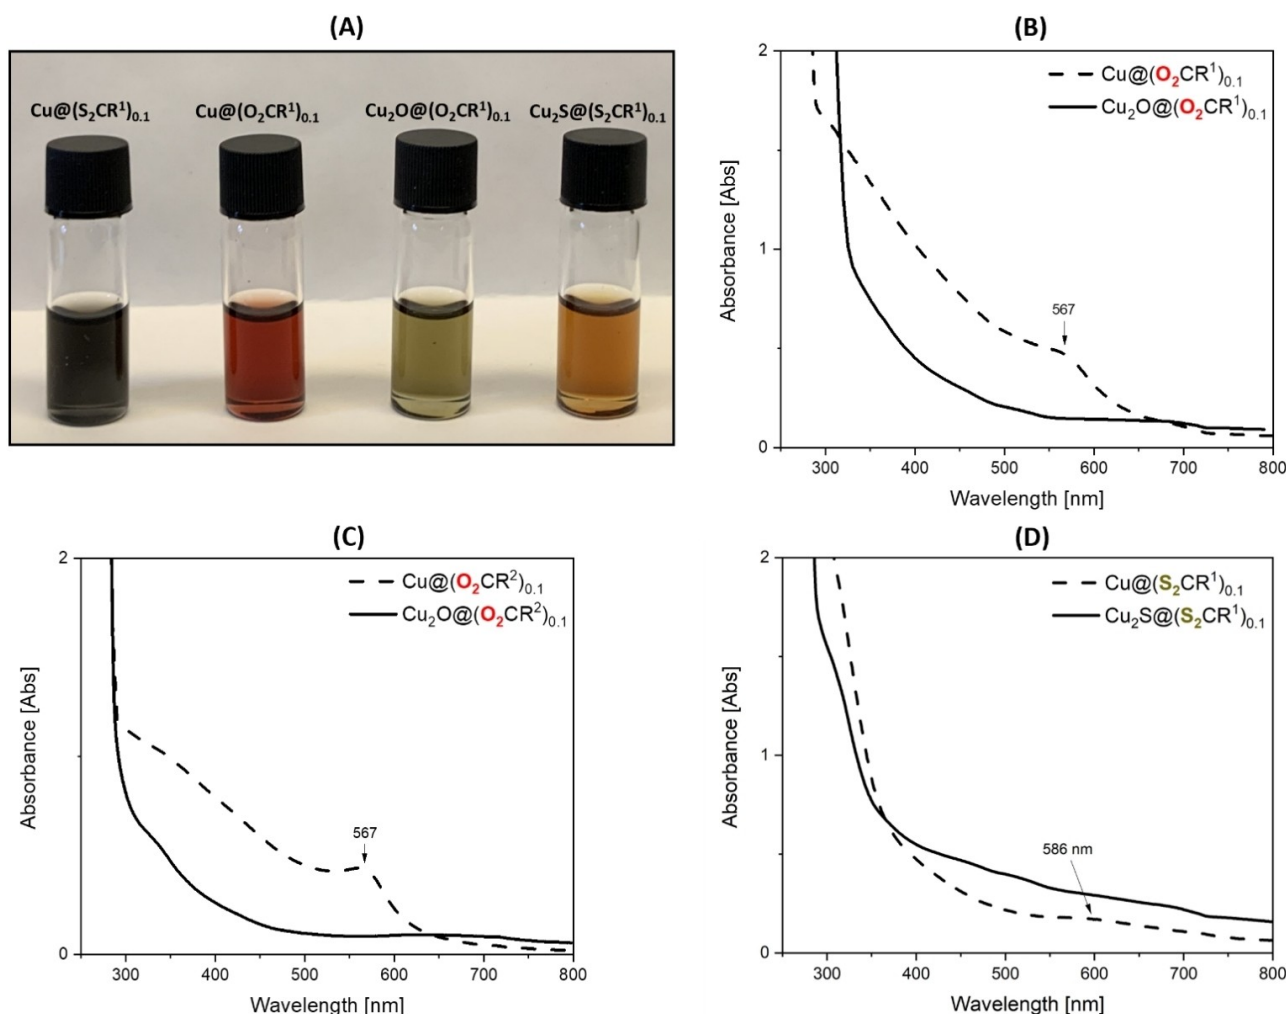 (A)
Cu@(S₂CR¹)₀.₁ Cu@(O₂CR¹)₀.₁ Cu₂O@(O₂CR¹)₀.₁ Cu₂S@(S₂CR¹)₀.₁
(B)
2
1
0
Absorbance [Abs]
Cu@(O₂CR¹)₀.₁
Cu₂O@(O₂CR¹)₀.₁
567
300 400 500 600 700 800
Wavelength [nm]
(C)
2
0
Absorbance [Abs]
Cu@(O₂CR²)₀.₁
Cu₂O@(O₂CR²)₀.₁
567
300 400 500 600 700 800
Wavelength [nm]
(D)
2
1
0
Absorbance [Abs]
Cu@(S₂CR¹)₀.₁
Cu₂S@(S₂CR¹)₀.₁
586 nm
300 400 500 600 700 800
Wavelength [nm]